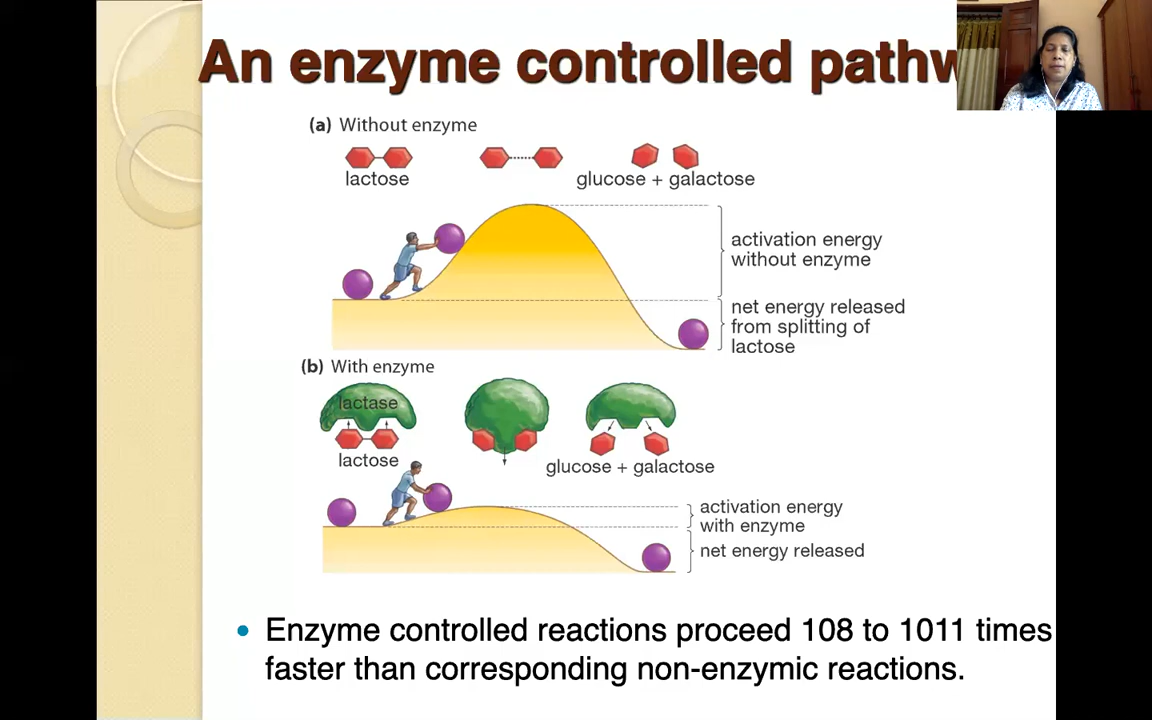 An enzyme controlled pathw
(a) Without enzyme
lactose
glucose + galactose
activation energy
without enzyme
net energy released
from splitting of
lactose
(b) With enzyme
lactase
lactose
glucose + galactose
activation energy
with enzyme
net energy released
• Enzyme controlled reactions proceed 108 to 1011 times
faster than corresponding non-enzymic reactions.